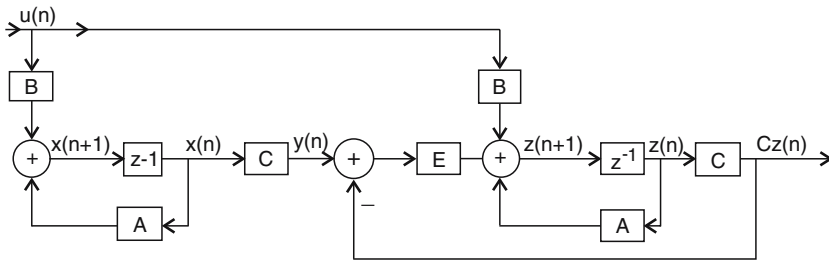 u(n)
B B
+ x(n+1) z-1 x(n) C y(n) + E + z(n+1) z⁻¹ z(n) C Cz(n)
A − A